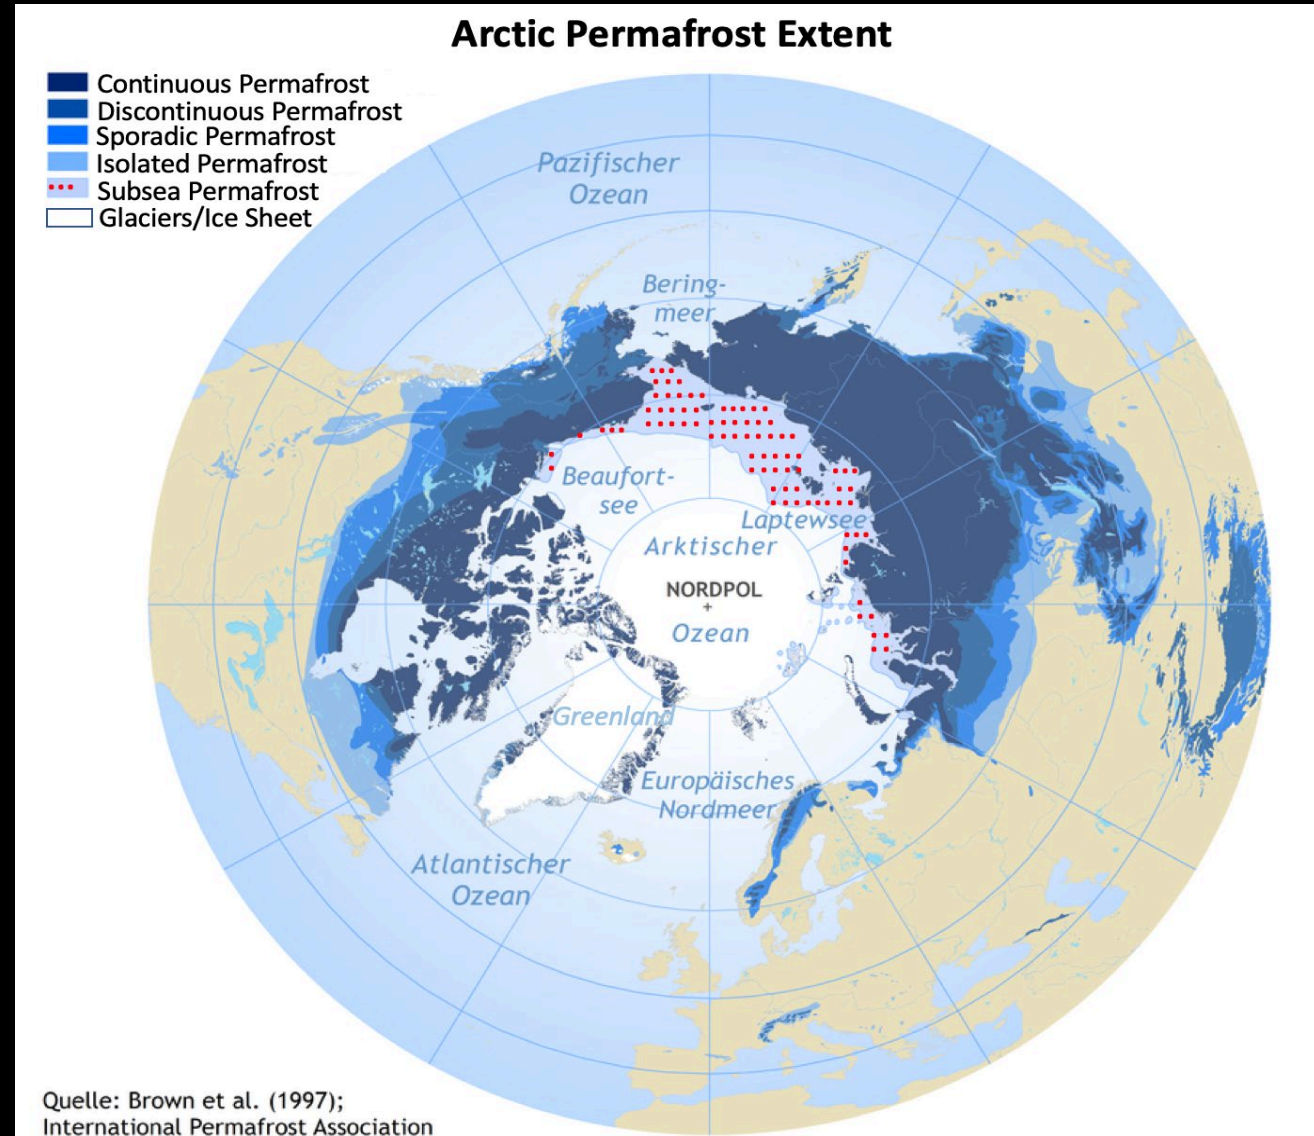 Arctic Permafrost Extent
Continuous Permafrost
Discontinuous Permafrost
Sporadic Permafrost
Isolated Permafrost
Subsea Permafrost
Glaciers/Ice Sheet
Pazifischer
Ozean
Bering-
meer
Beaufort-
see
Laptewsee
Arktischer
NORDPOL
+
Ozean
Greenland
Europäisches
Nordmeer
Atlantischer
Ozean
Quelle: Brown et al. (1997);
International Permafrost Association